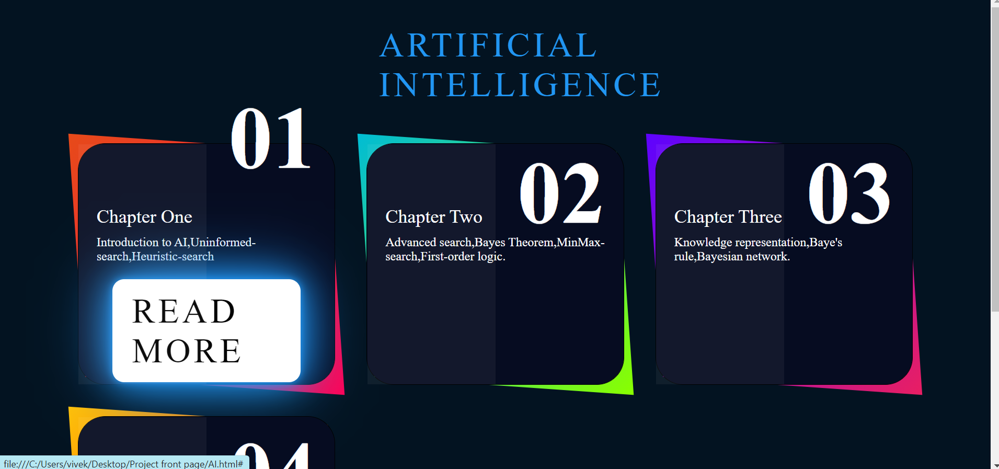 ARTIFICIAL
INTELLIGENCE
01
Chapter One
Introduction to AI,Uninformed-
search,Heuristic-search
READ
MORE
02
Chapter Two
Advanced search,Bayes Theorem,MinMax-
search,First-order logic.
03
Chapter Three
Knowledge representation,Baye's
rule,Bayesian network.
04
file:///C:/Users/vivek/Desktop/Project front page/AI.html#